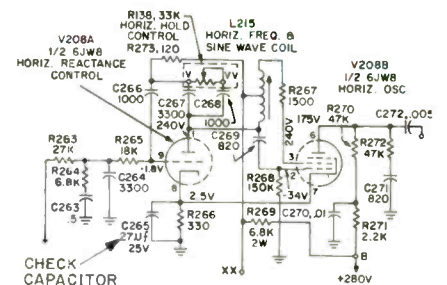 R138, 33K
HORIZ. HOLD
CONTROL
L215
HORIZ. FREQ. &
SINE WAVE COIL
V208A
1/2 6JW8
HORIZ. REACTANCE
CONTROL
R273, 120
C266
1000
C267
3300
240V
C268
1000
R267
1500
V208B
1/2 6JW8
HORIZ. OSC
175V
R270
47K
C272,.005
R263
27K
R265
18K
-1.8V
9
8
C269
820
240V
6
3
2
7
R272
47K
R264
6.8K
C264
3300
R268
150K
-34V
C271
820
C263
.5
2.5V
C265
27Uf
25V
R266
330
R269
6.8K
2W
C270,.01
R271
2.2K
CHECK
CAPACITOR
XX
B
+280V